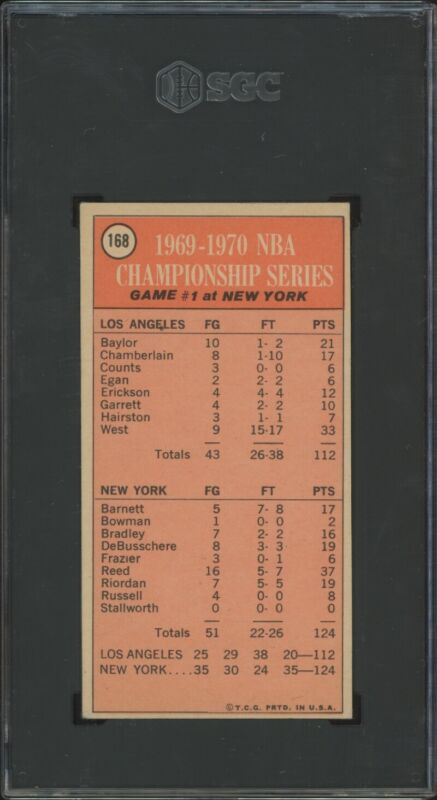 SGC
168
1969-1970 NBA
CHAMPIONSHIP SERIES
GAME #1 at NEW YORK
LOS ANGELES FG FT PTS
Baylor 10 1- 2 21
Chamberlain 8 1-10 17
Counts 3 0- 0 6
Egan 2 2- 2 6
Erickson 4 4- 4 12
Garrett 4 2- 2 10
Hairston 3 1- 1 7
West 9 15-17 33
Totals 43 26-38 112
NEW YORK FG FT PTS
Barnett 5 7- 8 17
Bowman 1 0- 0 2
Bradley 7 2- 2 16
DeBusschere 8 3- 3 19
Frazier 3 0- 1 6
Reed 16 5- 7 37
Riordan 7 5- 5 19
Russell 4 0- 0 8
Stallworth 0 0- 0 0
Totals 51 22-26 124
LOS ANGELES 25 29 38 20—112
NEW YORK....35 30 24 35—124
©T.C.G. PRTD. IN U.S.A.